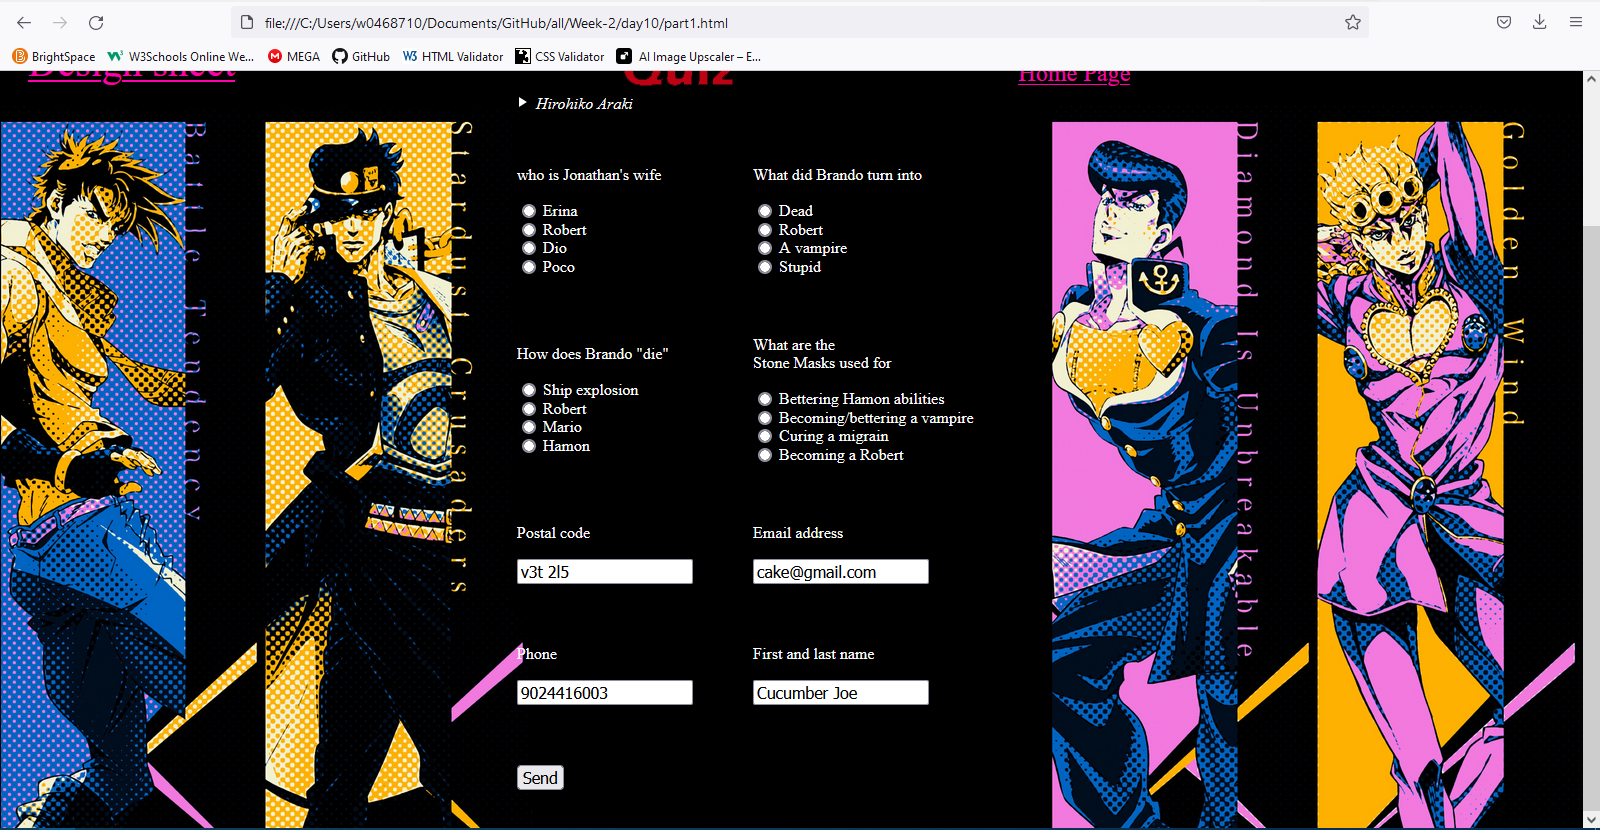 file:///C:/Users/w0468710/Documents/GitHub/all/Week-2/day10/part1.html
BrightSpace W3Schools Online We... MEGA GitHub W3 HTML Validator CSS Validator AI Image Upscaler – E...
Design sheet Quiz Home Page
Hirohiko Araki
Battle Tendency
Stardust Crusaders
who is Jonathan's wife
Erina
Robert
Dio
Poco
What did Brando turn into
Dead
Robert
A vampire
Stupid
How does Brando "die"
Ship explosion
Robert
Mario
Hamon
What are the
Stone Masks used for
Bettering Hamon abilities
Becoming/bettering a vampire
Curing a migrain
Becoming a Robert
Postal code
v3t 2l5
Email address
cake@gmail.com
Phone
9024416003
First and last name
Cucumber Joe
Send
Diamond Is Unbreakable
Golden Wind